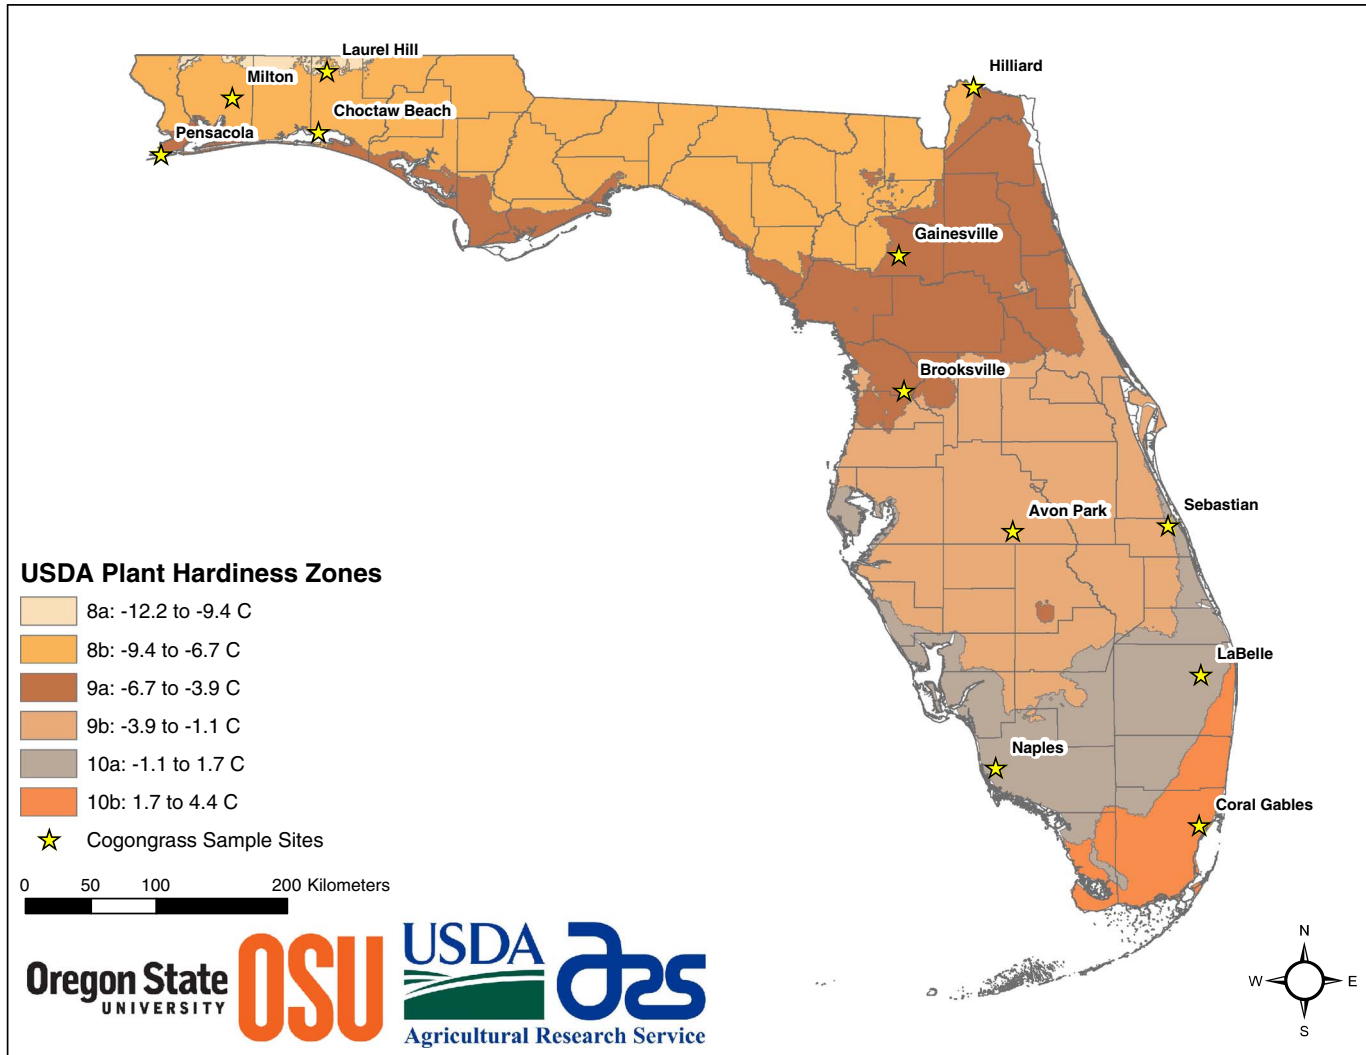 Laurel Hill
Hilliard
Milton
Choctaw Beach
Pensacola
Gainesville
Brooksville
Sebastian
Avon Park
USDA Plant Hardiness Zones
8a: -12.2 to -9.4 C
8b: -9.4 to -6.7 C
9a: -6.7 to -3.9 C
9b: -3.9 to -1.1 C
10a: -1.1 to 1.7 C
10b: 1.7 to 4.4 C
Cogongrass Sample Sites
LaBelle
Naples
Coral Gables
0 50 100 200 Kilometers
Oregon State
UNIVERSITY
OSU
USDA
ars
Agricultural Research Service
N
W E
S